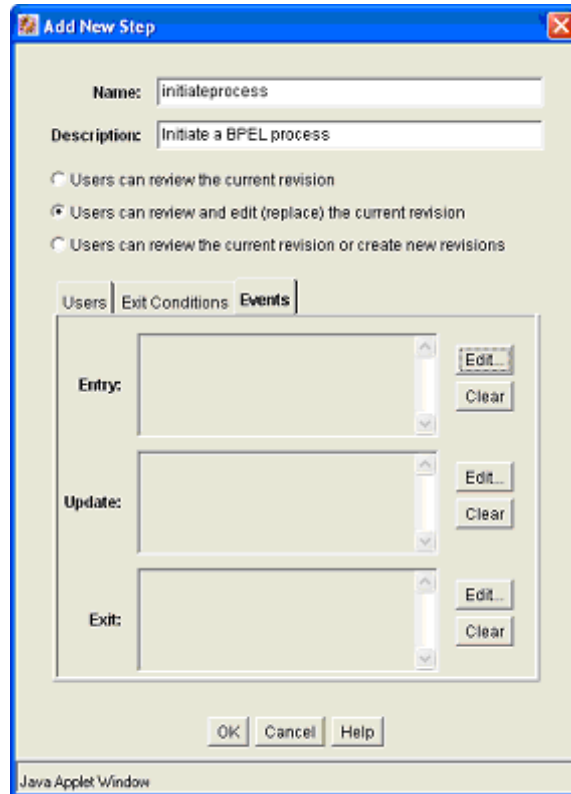 Add New Step
Name: initiateprocess
Description: Initiate a BPEL process
Users can review the current revision
Users can review and edit (replace) the current revision
Users can review the current revision or create new revisions
Users Exit Conditions Events
Entry: Edit...
Clear
Update: Edit...
Clear
Exit: Edit...
Clear
OK Cancel Help
Java Applet Window